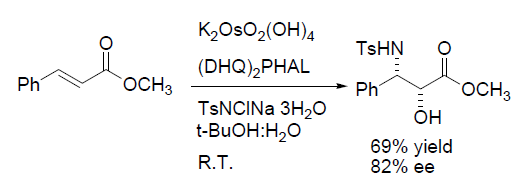 K₂OsO₂(OH)₄
(DHQ)₂PHAL
TsNClNa 3H₂O
t-BuOH:H₂O
R.T.
Ph
O
OCH₃
TsHN
O
Ph
OCH₃
OH
69% yield
82% ee